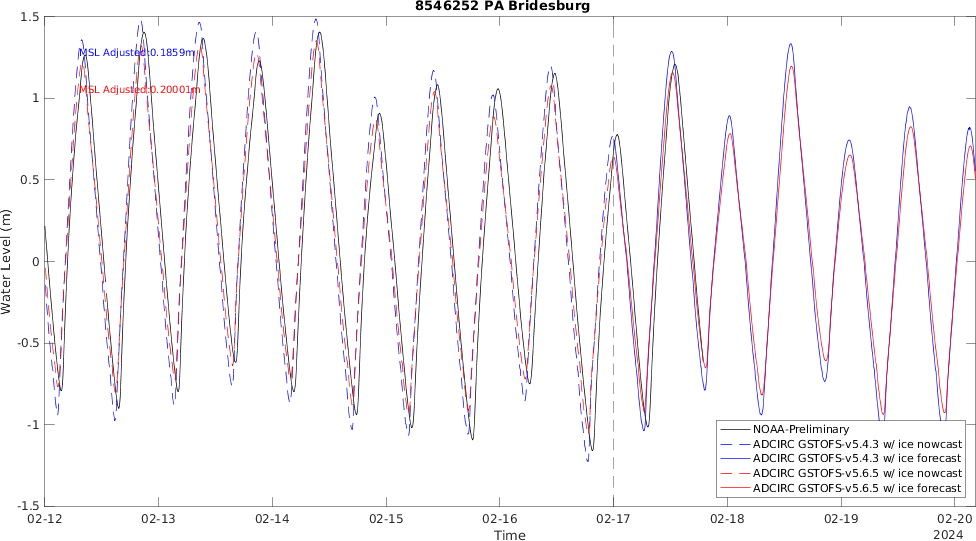 8546252 PA Bridesburg
1.5
MSL Adjusted:0.1859m
MSL Adjusted:0.20001m
1
0.5
0
-0.5
-1
-1.5
Water Level (m)
NOAA-Preliminary
ADCIRC GSTOFS-v5.4.3 w/ ice nowcast
ADCIRC GSTOFS-v5.4.3 w/ ice forecast
ADCIRC GSTOFS-v5.6.5 w/ ice nowcast
ADCIRC GSTOFS-v5.6.5 w/ ice forecast
02-12 02-13 02-14 02-15 02-16 02-17 02-18 02-19 02-20
Time
2024